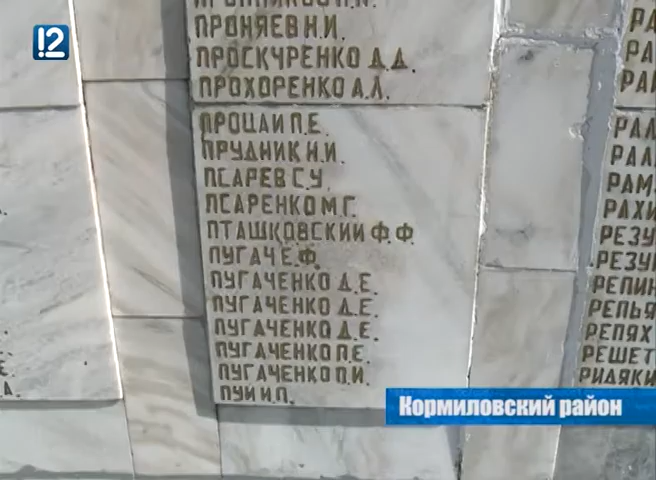 12
ПРОНЯЕВ Н.И.
ПРОСКУРЕНКО Д.Д.
ПРОХОРЕНКО А.Л.
ПРОЦАЙ П.Е.
ПРУДНИК Н.И.
ПСАРЕВ С.У.
ПСАРЕНКО М.Г.
ПТАШКОВСКИЙ Ф.Ф.
ПУГАЧ Е.Ф.
ПУГАЧЕНКО Д.Е.
ПУГАЧЕНКО Д.Е.
ПУГАЧЕНКО Д.Е.
ПУГАЧЕНКО П.Е.
ПУГАЧЕНКО П.И.
ПУЙ И.П.
РАЛ
РАЛ
РАМ
РАХИ
РЕЗУ
РЕЗУ
РЕПИН
РЕПЬЯ
РЕПЯХ
РЕШЕТ
РИДЯКИ
Кормиловский район